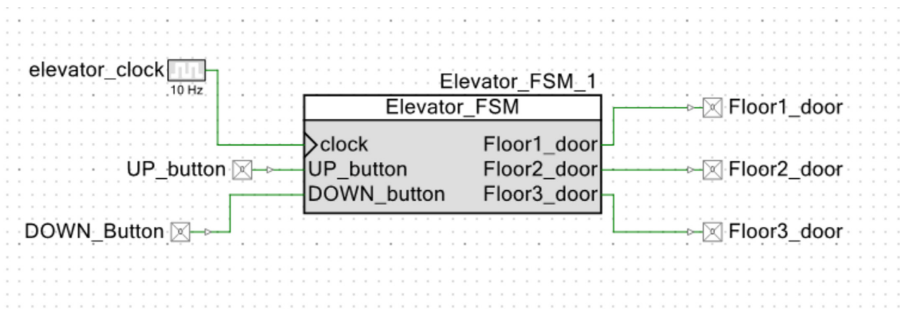 elevator_clock
10 Hz
Elevator_FSM_1
Elevator_FSM
clock
UP_button
DOWN_button
Floor1_door
Floor2_door
Floor3_door
UP_button
DOWN_Button
Floor1_door
Floor2_door
Floor3_door